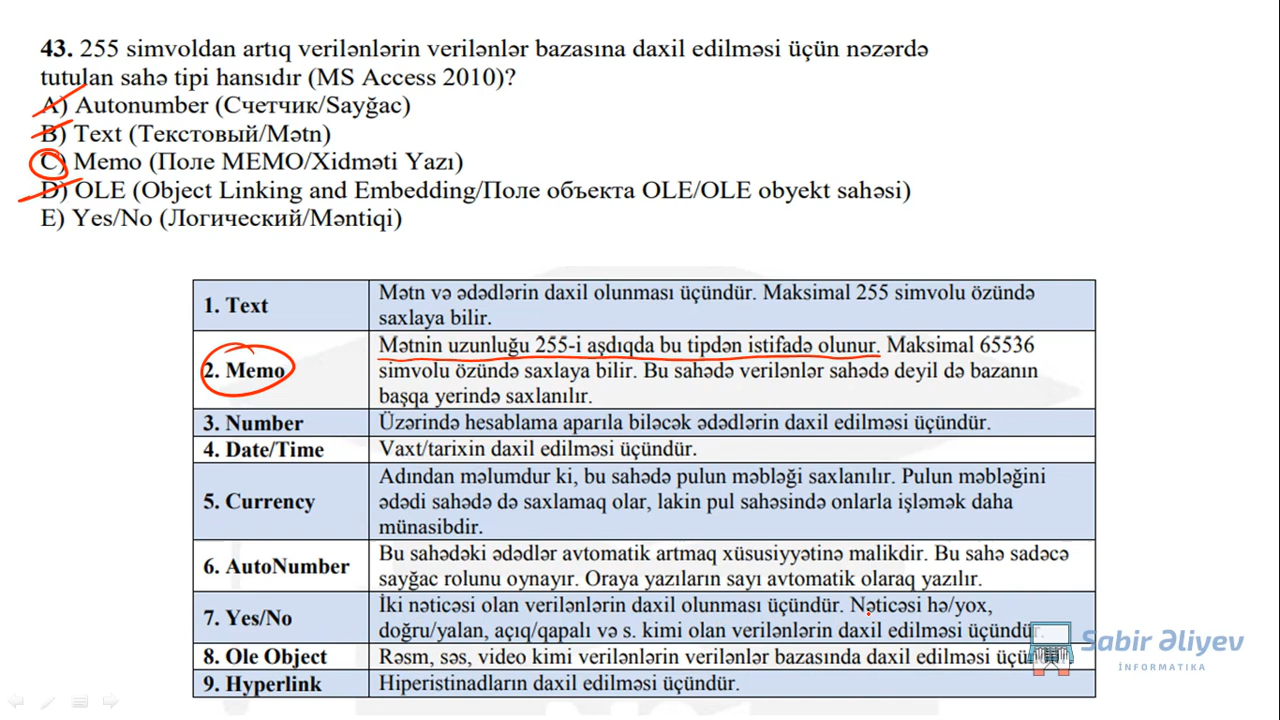 43. 255 simvoldan artıq verilənlərin verilənlər bazasına daxil edilməsi üçün nəzərdə
tutulan sahə tipi hansıdır (MS Access 2010)?
A) Autonumber (Счетчик/Sayğac)
B) Text (Текстовый/Mətn)
C) Memo (Поле МЕМО/Xidməti Yazı)
D) OLE (Object Linking and Embedding/Поле объекта OLE/OLE obyekt sahəsi)
E) Yes/No (Логический/Məntiqi)
1. Text
Mətn və ədədlərin daxil olunması üçündür. Maksimal 255 simvolu özündə
saxlaya bilir.
2. Memo
Mətnin uzunluğu 255-i aşdıqda bu tipdən istifadə olunur. Maksimal 65536
simvolu özündə saxlaya bilir. Bu sahədə verilənlər sahədə deyil də bazanın
başqa yerində saxlanılır.
3. Number
Üzərində hesablama aparıla biləcək ədədlərin daxil edilməsi üçündür.
4. Date/Time
Vaxt/tarixin daxil edilməsi üçündür.
5. Currency
Adından məlumdur ki, bu sahədə pulun məbləği saxlanılır. Pulun məbləğini
ədədi sahədə də saxlamaq olar, lakin pul sahəsində onlarla işləmək daha
münasibdir.
6. AutoNumber
Bu sahədəki ədədlər avtomatik artmaq xüsusiyyətinə malikdir. Bu sahə sadəcə
sayğac rolunu oynayır. Oraya yazıların sayı avtomatik olaraq yazılır.
7. Yes/No
İki nəticəsi olan verilənlərin daxil olunması üçündür. Nəticəsi hə/yox,
doğru/yalan, açıq/qapalı və s. kimi olan verilənlərin daxil edilməsi üçündür.
8. Ole Object
Rəsm, səs, video kimi verilənlərin verilənlər bazasında daxil edilməsi
9. Hyperlink
Hiperistinadların daxil edilməsi üçündür.
Sabir Əliyev
İNFORMATIKA